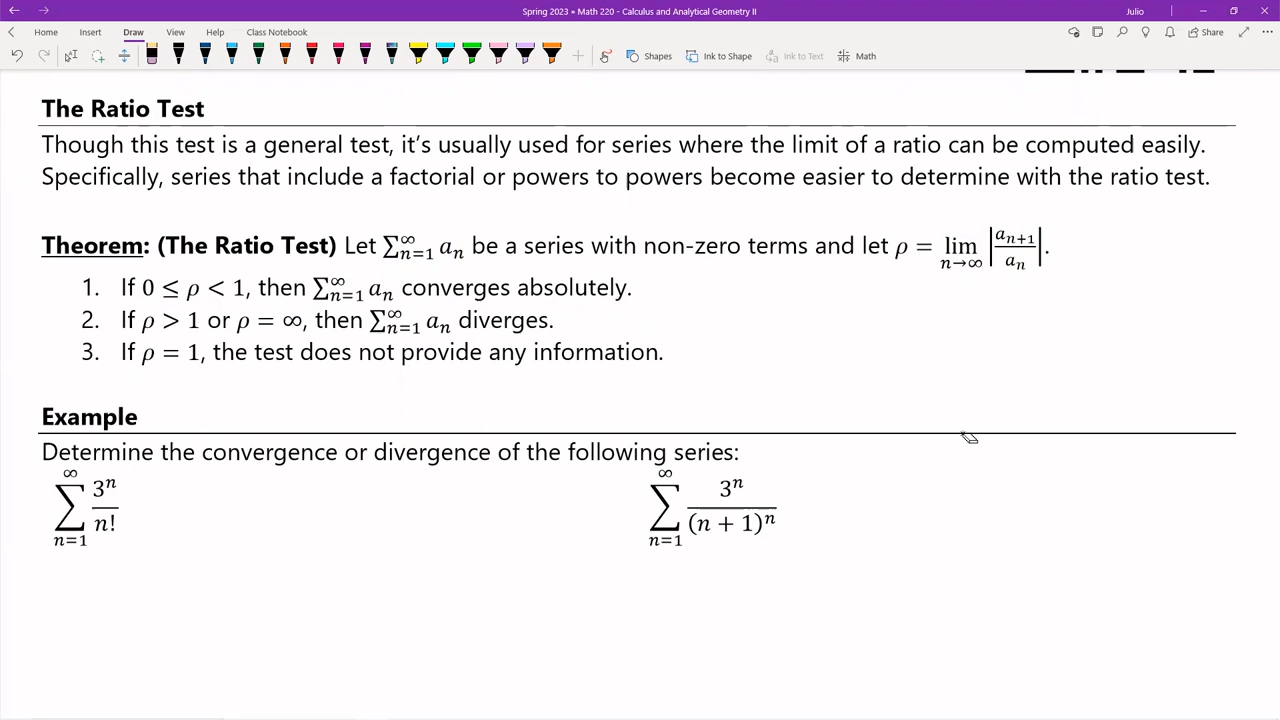 Spring 2023 » Math 220 - Calculus and Analytical Geometry II
Julio
Home Insert Draw View Help Class Notebook
Share
Shapes Ink to Shape Ink to Text Math
The Ratio Test
Though this test is a general test, it's usually used for series where the limit of a ratio can be computed easily.
Specifically, series that include a factorial or powers to powers become easier to determine with the ratio test.
Theorem: (The Ratio Test) Let ∑_{n=1}^{∞} a_n be a series with non-zero terms and let ρ = lim_{n→∞} |a_{n+1}/a_n|.
1. If 0 ≤ ρ < 1, then ∑_{n=1}^{∞} a_n converges absolutely.
2. If ρ > 1 or ρ = ∞, then ∑_{n=1}^{∞} a_n diverges.
3. If ρ = 1, the test does not provide any information.
Example
Determine the convergence or divergence of the following series:
∑_{n=1}^{∞} 3^n/n! ∑_{n=1}^{∞} 3^n/(n + 1)^n